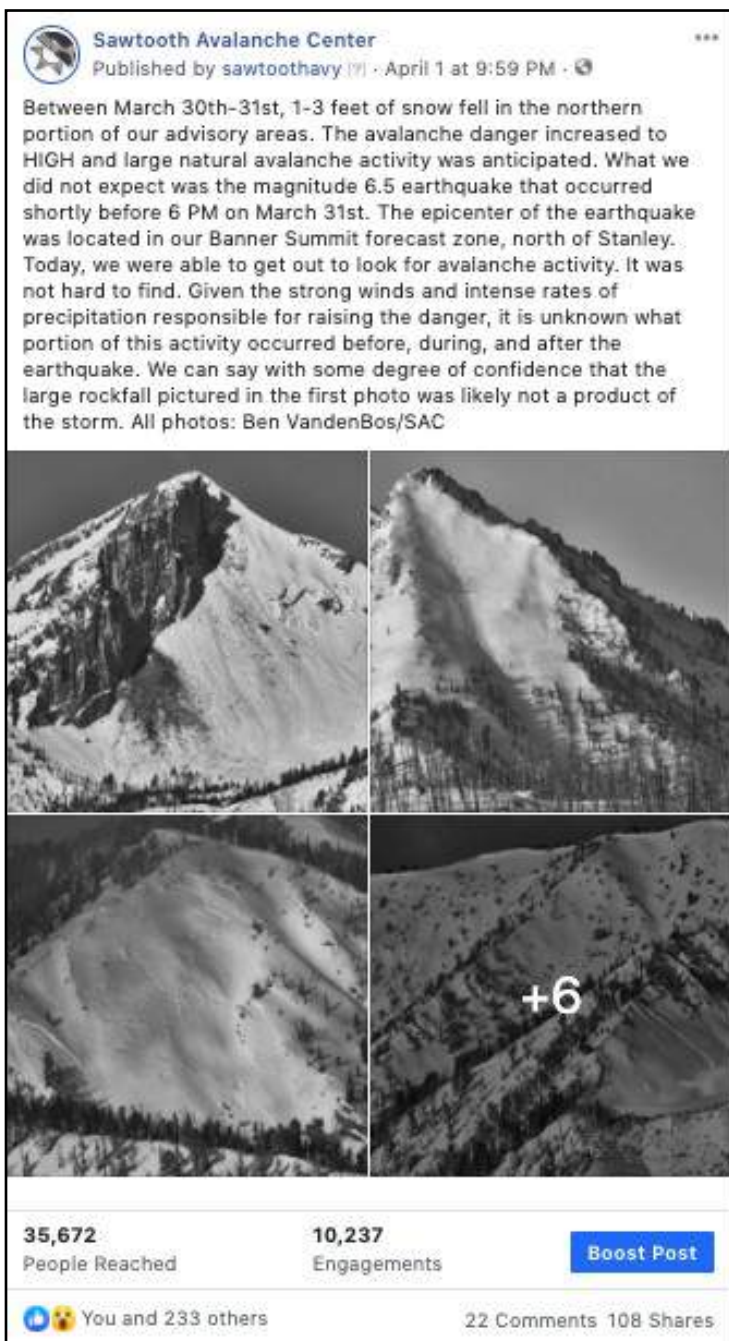 Sawtooth Avalanche Center
Published by sawtoothavy [?] · April 1 at 9:59 PM ·
Between March 30th-31st, 1-3 feet of snow fell in the northern
portion of our advisory areas. The avalanche danger increased to
HIGH and large natural avalanche activity was anticipated. What we
did not expect was the magnitude 6.5 earthquake that occurred
shortly before 6 PM on March 31st. The epicenter of the earthquake
was located in our Banner Summit forecast zone, north of Stanley.
Today, we were able to get out to look for avalanche activity. It was
not hard to find. Given the strong winds and intense rates of
precipitation responsible for raising the danger, it is unknown what
portion of this activity occurred before, during, and after the
earthquake. We can say with some degree of confidence that the
large rockfall pictured in the first photo was likely not a product of
the storm. All photos: Ben VandenBos/SAC
+6
35,672 10,237
People Reached Engagements Boost Post
You and 233 others 22 Comments 108 Shares